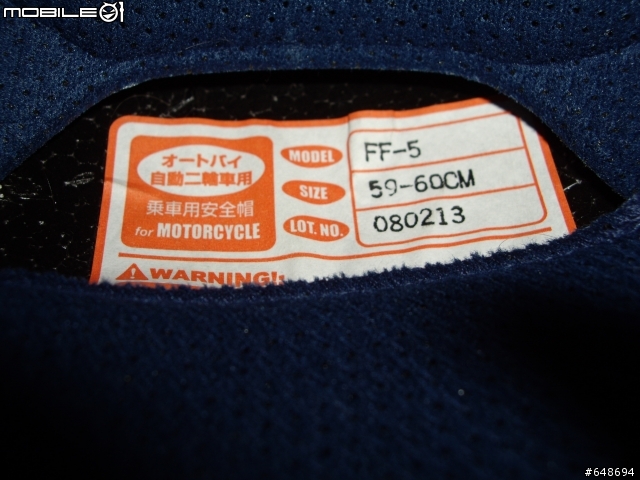 MOBILE01
オートバイ
自動二輪車用
乗車用安全帽
for MOTORCYCLE
MODEL FF-5
SIZE 59-60CM
LOT. NO. 080213
WARNING!
#648694